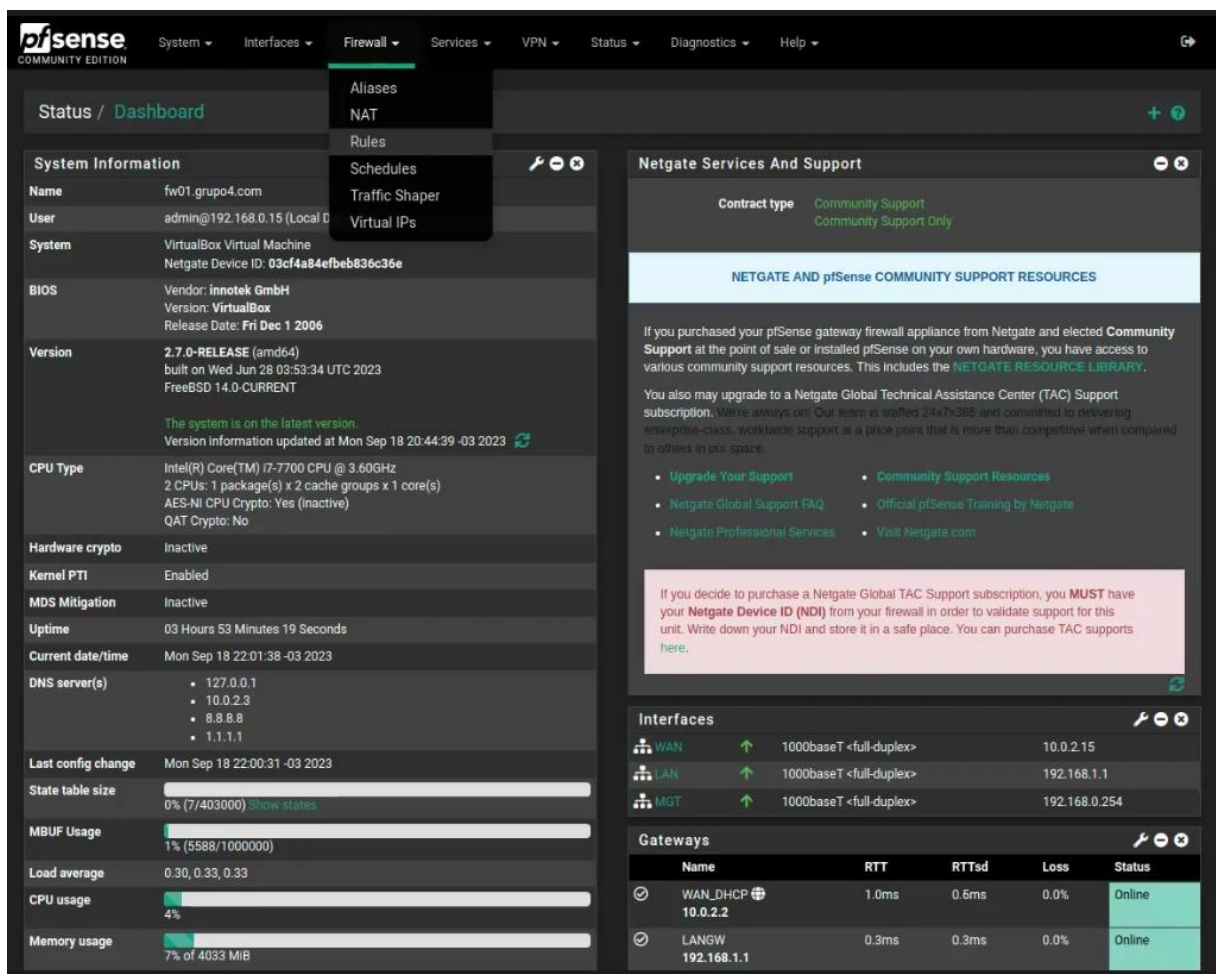 pfsense
COMMUNITY EDITION
System
Interfaces
Firewall
Services
VPN
Status
Diagnostics
Help
Aliases
NAT
Rules
Schedules
Traffic Shaper
Virtual IPs
Status / Dashboard
System Information
Name fw01.grupo4.com
User admin@192.168.0.15 (Local D
System VirtualBox Virtual Machine
Netgate Device ID: 03cf4a84efbeb836c36e
BIOS Vendor: innotek GmbH
Version: VirtualBox
Release Date: Fri Dec 1 2006
Version 2.7.0-RELEASE (amd64)
built on Wed Jun 28 03:53:34 UTC 2023
FreeBSD 14.0-CURRENT
The system is on the latest version.
Version information updated at Mon Sep 18 20:44:39 -03 2023
CPU Type Intel(R) Core(TM) i7-7700 CPU @ 3.60GHz
2 CPUs: 1 package(s) x 2 cache groups x 1 core(s)
AES-NI CPU Crypto: Yes (inactive)
QAT Crypto: No
Hardware crypto Inactive
Kernel PTI Enabled
MDS Mitigation Inactive
Uptime 03 Hours 53 Minutes 19 Seconds
Current date/time Mon Sep 18 22:01:38 -03 2023
DNS server(s)
127.0.0.1
10.0.2.3
8.8.8.8
1.1.1.1
Last config change Mon Sep 18 22:00:31 -03 2023
State table size
0% (7/403000) Show states
MBUF Usage
1% (5588/1000000)
Load average 0.30, 0.33, 0.33
CPU usage
4%
Memory usage
7% of 4033 MiB
Netgate Services And Support
Contract type Community Support
Community Support Only
NETGATE AND pfSense COMMUNITY SUPPORT RESOURCES
If you purchased your pfSense gateway firewall appliance from Netgate and elected Community
Support at the point of sale or installed pfSense on your own hardware, you have access to
various community support resources. This includes the NETGATE RESOURCE LIBRARY.
You also may upgrade to a Netgate Global Technical Assistance Center (TAC) Support
subscription. We're always on! Our team is staffed 24x7x365 and committed to delivering
enterprise-class, worldwide support at a price point that is more than competitive when compared
to others in our space.
Upgrade Your Support
Community Support Resources
Netgate Global Support FAQ
Official pfSense Training by Netgate
Netgate Professional Services
Visit Netgate.com
If you decide to purchase a Netgate Global TAC Support subscription, you MUST have
your Netgate Device ID (NDI) from your firewall in order to validate support for this
unit. Write down your NDI and store it in a safe place. You can purchase TAC supports
here.
Interfaces
WAN 1000baseT <full-duplex> 10.0.2.15
LAN 1000baseT <full-duplex> 192.168.1.1
MGT 1000baseT <full-duplex> 192.168.0.254
Gateways
Name RTT RTTsd Loss Status
WAN_DHCP 1.0ms 0.6ms 0.0% Online
10.0.2.2
LANGW 0.3ms 0.3ms 0.0% Online
192.168.1.1